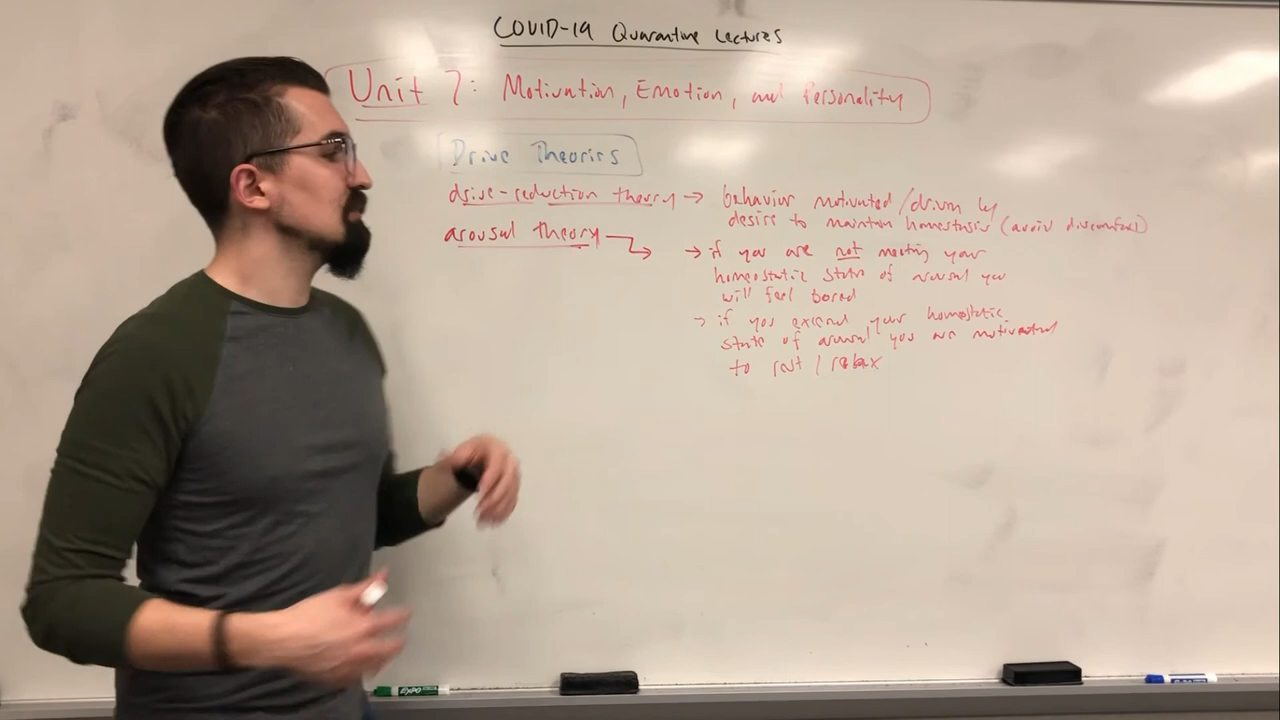 COVID-19 Quarantine Lectures
Unit 7: Motivation, Emotion, and Personality
Drive Theories
drive-reduction theory → behavior motivated/driven by
desire to maintain homeostasis (avoid discomfort)
arousal theory → if you are not meeting your
homeostatic state of arousal you
will feel bored
→ if you exceed your homeostatic
state of arousal you are motivated
to rest / relax
EXPO